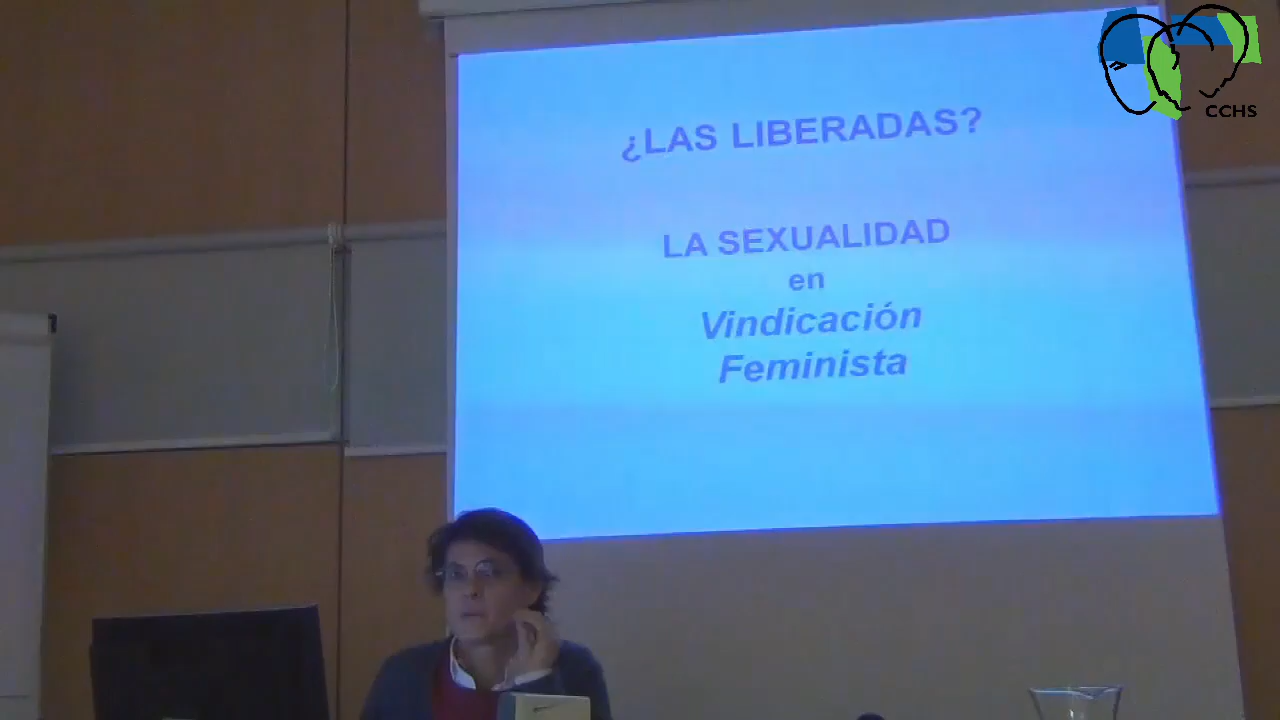 ¿LAS LIBERADAS?
LA SEXUALIDAD
en
Vindicación
Feminista
CCHS